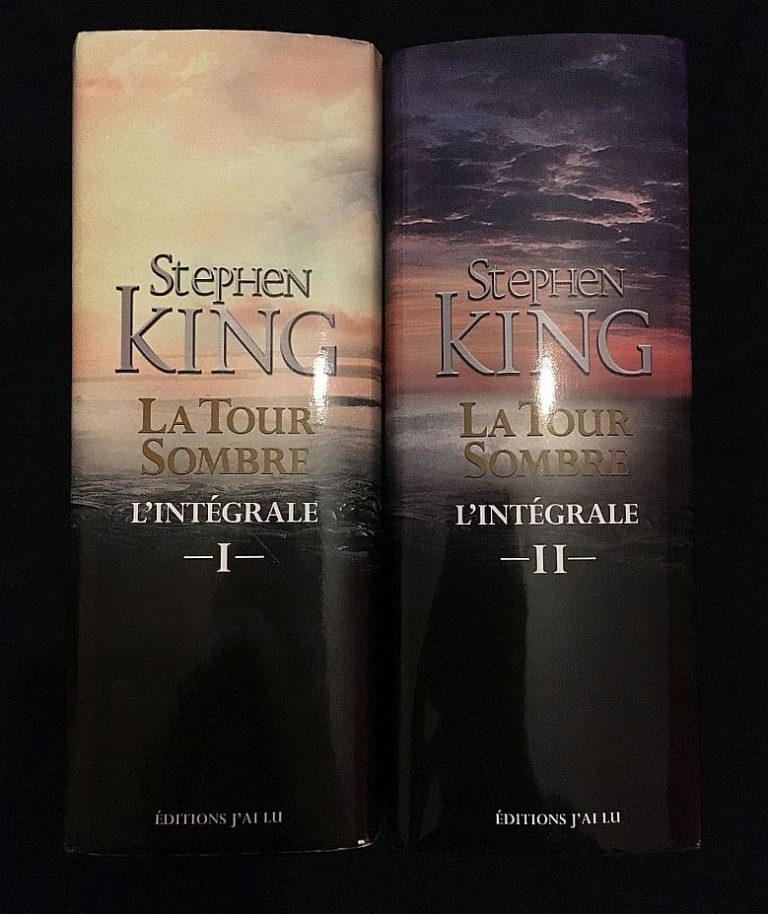 Stephen
KING
LA TOUR
SOMBRE
L'INTÉGRALE
—I—
ÉDITIONS J'AI LU
Stephen
KING
LA TOUR
SOMBRE
L'INTÉGRALE
—II—
ÉDITIONS J'AI LU